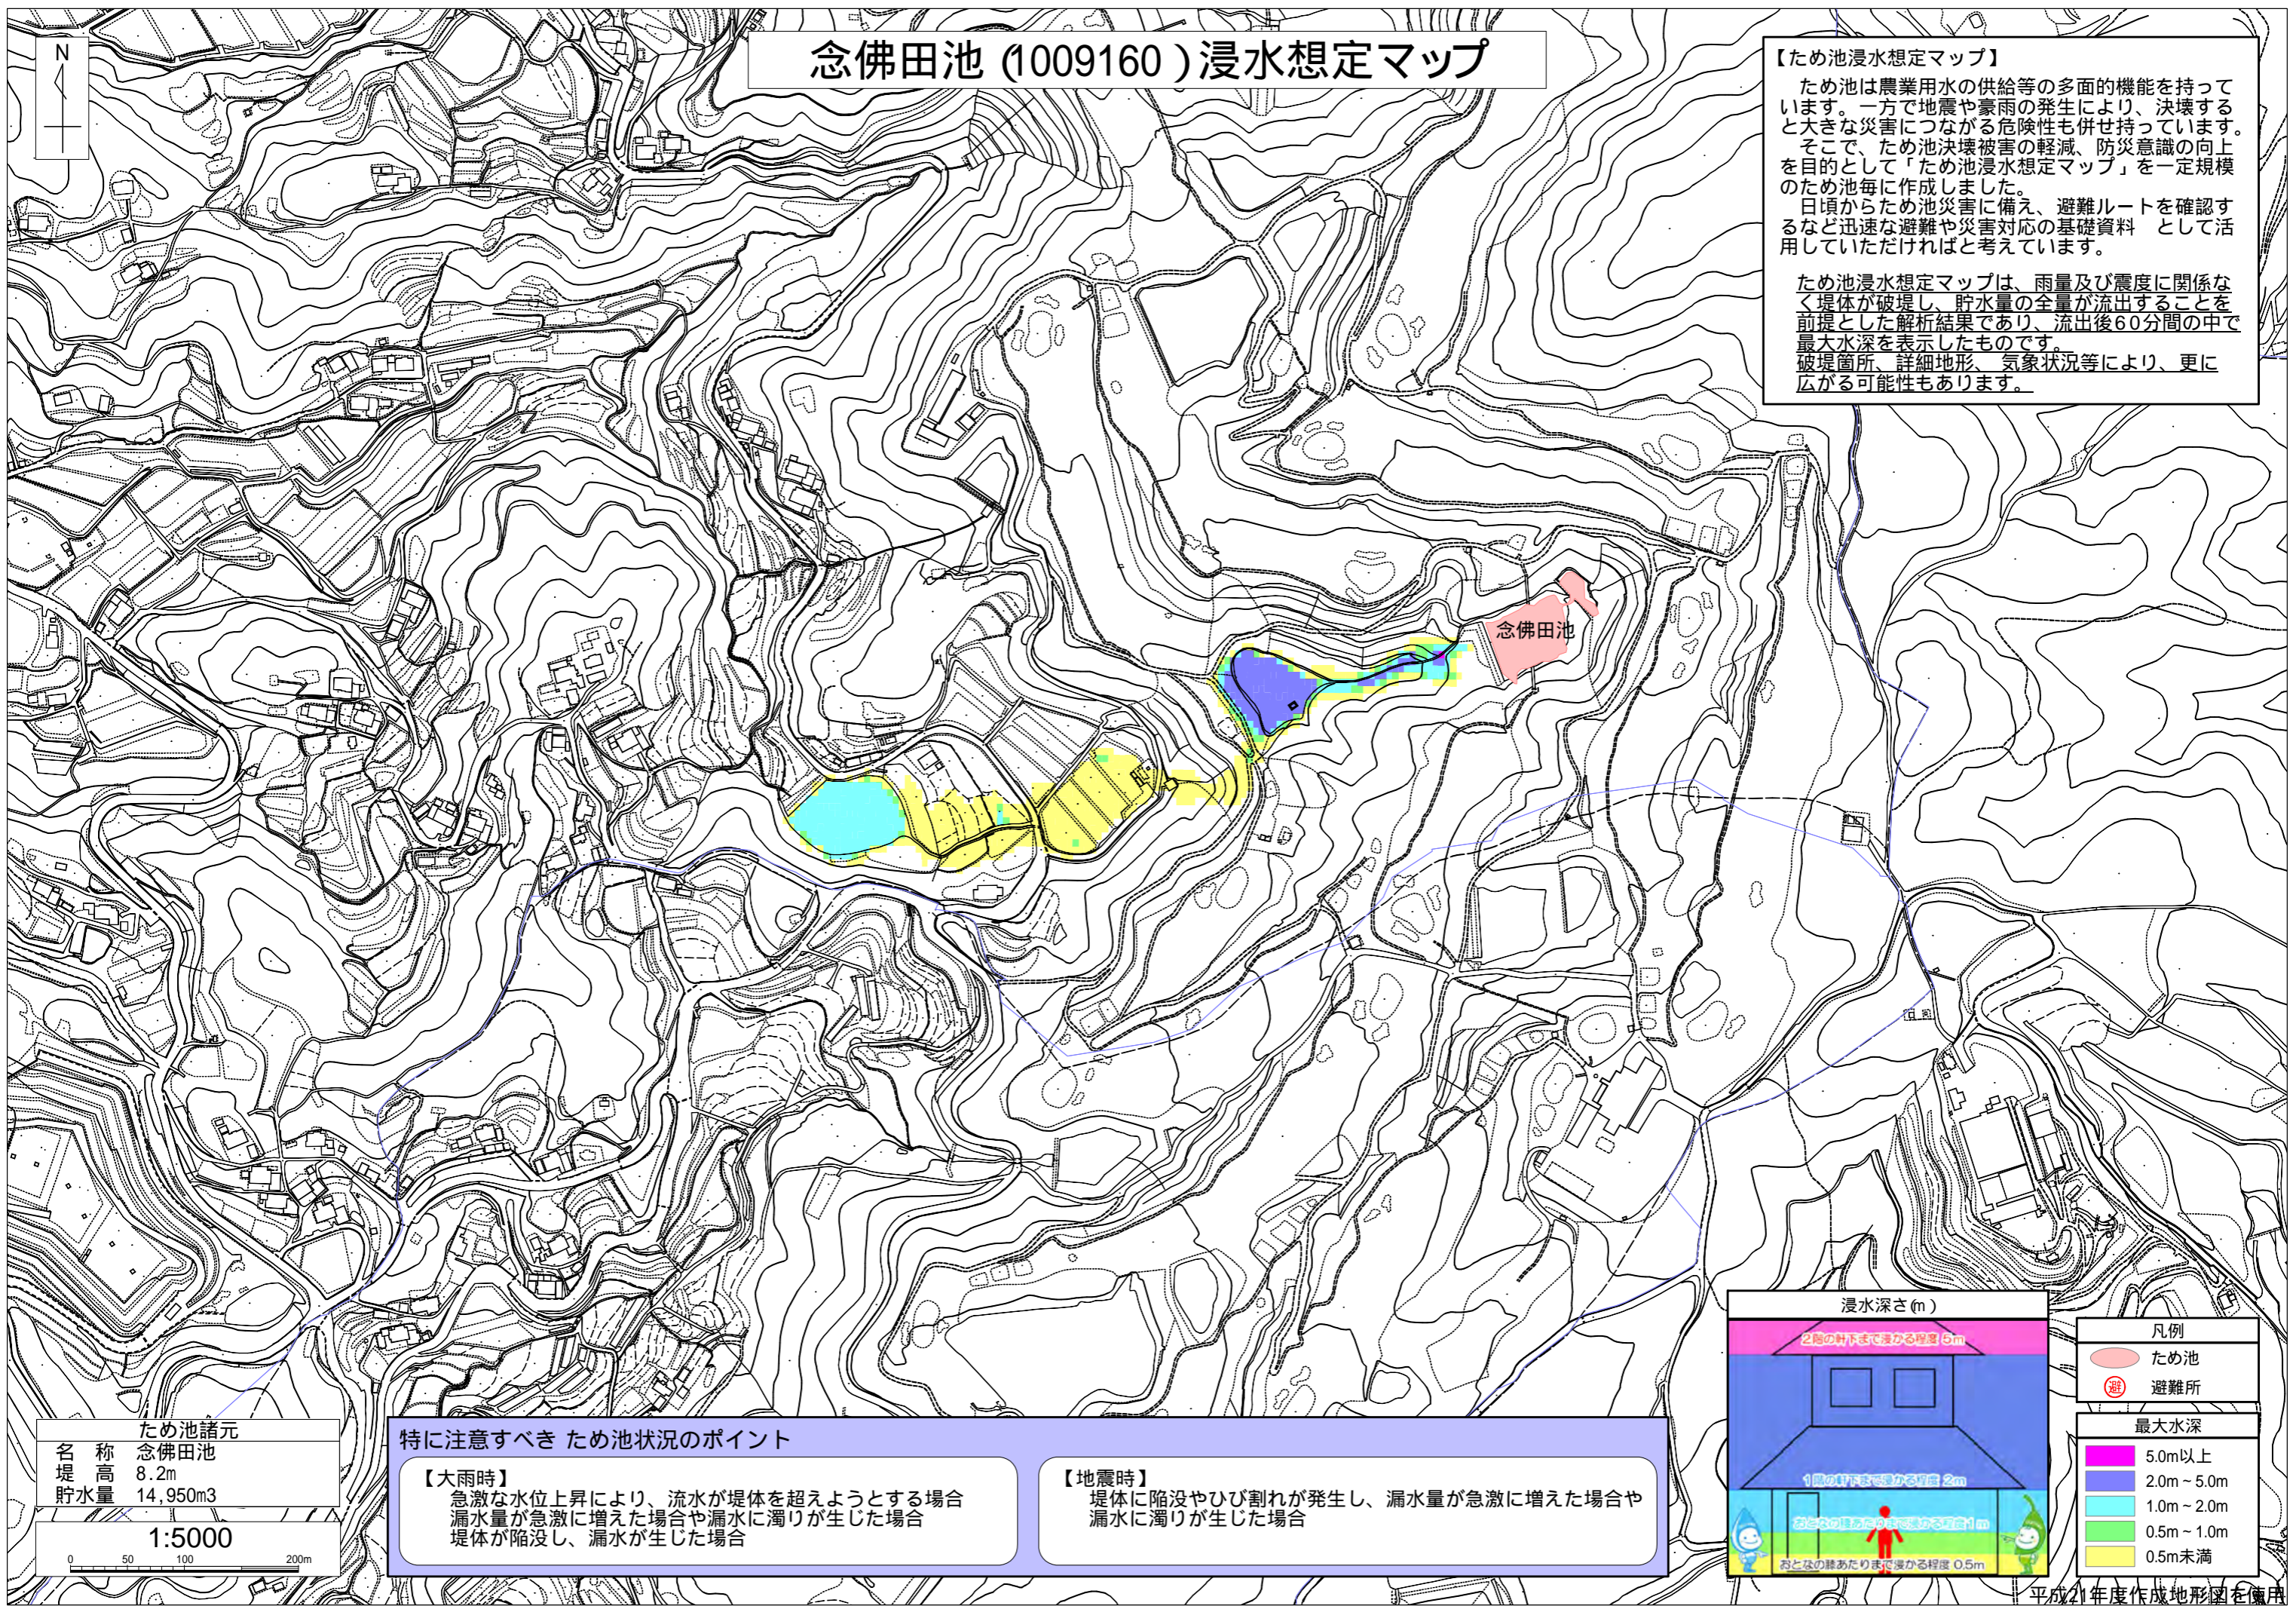 念佛田池 (1009160 ) 浸水想定マップ
N
【ため池浸水想定マップ】
ため池は農業用水の供給等の多面的機能を持って
います。一方で地震や豪雨の発生により、決壊する
と大きな災害につながる危険性も併せ持っています。
そこで、ため池決壊被害の軽減、防災意識の向上
を目的として「ため池浸水想定マップ」を一定規模
のため池毎に作成しました。
日頃からため池災害に備え、避難ルートを確認す
るなど迅速な避難や災害対応の基礎資料 として活
用していただければと考えています。
ため池浸水想定マップは、雨量及び震度に関係な
く堤体が破堤し、貯水量の全量が流出することを
前提とした解析結果であり、流出後60分間の中で
最大水深を表示したものです。
破堤箇所、詳細地形、 気象状況等により、更に
広がる可能性もあります。
念佛田池
ため池諸元
名 称 念佛田池
堤 高 8.2m
貯水量 14,950m3
1:5000
0 50 100 200m
特に注意すべき ため池状況のポイント
【大雨時】
急激な水位上昇により、流水が堤体を超えようとする場合
漏水量が急激に増えた場合や漏水に濁りが生じた場合
堤体が陥没し、漏水が生じた場合
【地震時】
堤体に陥没やひび割れが発生し、漏水量が急激に増えた場合や
漏水に濁りが生じた場合
浸水深さ(m )
2階の軒下まで浸かる程度 5m
1階の軒下まで浸かる程度 2m
おとなの腰あたりまで浸かる程度 1m
おとなの膝あたりまで浸かる程度 0.5m
凡例
ため池
避 避難所
最大水深
5.0m以上
2.0m ~ 5.0m
1.0m ~ 2.0m
0.5m ~ 1.0m
0.5m未満
平成21年度作成地形図を使用